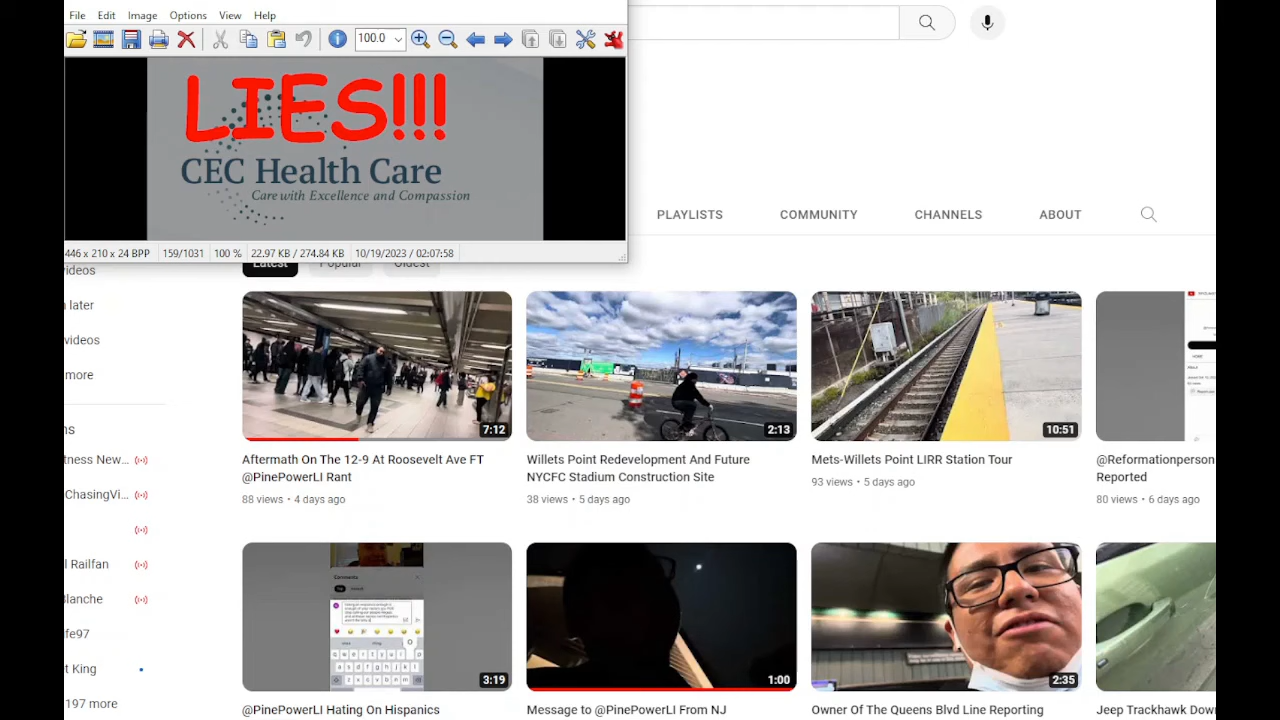 File Edit Image Options View Help
100.0
LIES!!!
CEC Health Care
Care with Excellence and Compassion
446 x 210 x 24 BPP 159/1031 100 % 22.97 KB / 274.84 KB 10/19/2023 / 02:07:58
PLAYLISTS COMMUNITY CHANNELS ABOUT
Latest Popular Oldest
videos
later
videos
more
tness New...
ChasingVi...
l Railfan
Blanche
fe97
t King
197 more
7:12
Aftermath On The 12-9 At Roosevelt Ave FT
@PinePowerLI Rant
88 views • 4 days ago
2:13
Willets Point Redevelopment And Future
NYCFC Stadium Construction Site
38 views • 5 days ago
10:51
Mets-Willets Point LIRR Station Tour
93 views • 5 days ago
@Reformationperson
Reported
80 views • 6 days ago
Comments
3:19
@PinePowerLI Hating On Hispanics
1:00
Message to @PinePowerLI From NJ
2:35
Owner Of The Queens Blvd Line Reporting
Jeep Trackhawk Dow